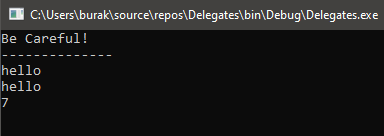 C:\Users\burak\source\repos\Delegates\bin\Debug\Delegates.exe
Be Careful!
--------------
hello
hello
7